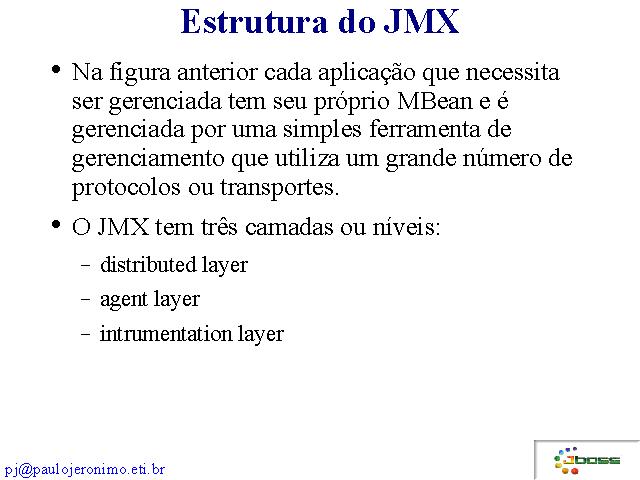 Estrutura do JMX
• Na figura anterior cada aplicação que necessita
ser gerenciada tem seu próprio MBean e é
gerenciada por uma simples ferramenta de
gerenciamento que utiliza um grande número de
protocolos ou transportes.
• O JMX tem três camadas ou níveis:
– distributed layer
– agent layer
– intrumentation layer
pj@paulojeronimo.eti.br
JBoss